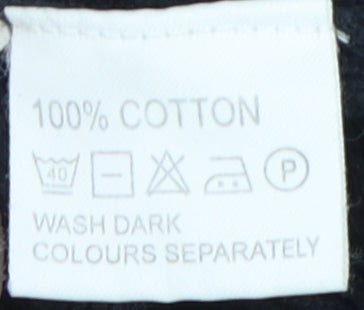 100% COTTON
40 P
WASH DARK
COLOURS SEPARATELY